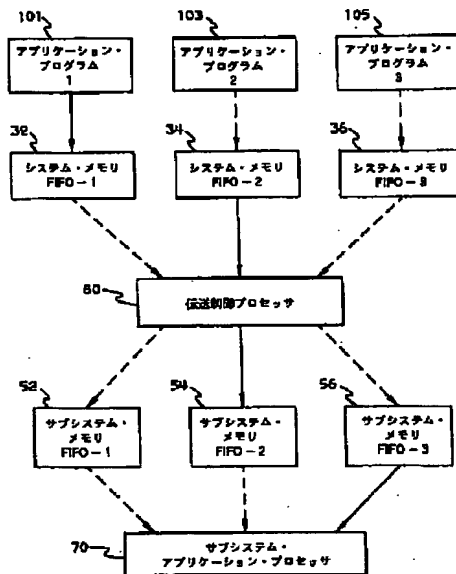 101
103
105
アプリケーション・
プログラム
1
アプリケーション・
プログラム
2
アプリケーション・
プログラム
3
32
34
36
システム・メモリ
FIFO-1
システム・メモリ
FIFO-2
システム・メモリ
FIFO-3
60
伝送制御プロセッサ
52
54
56
サブシステム・
メモリ
FIFO-1
サブシステム・
メモリ
FIFO-2
サブシステム・
メモリ
FIFO-3
70
サブシステム・
アプリケーション・プロセッサ